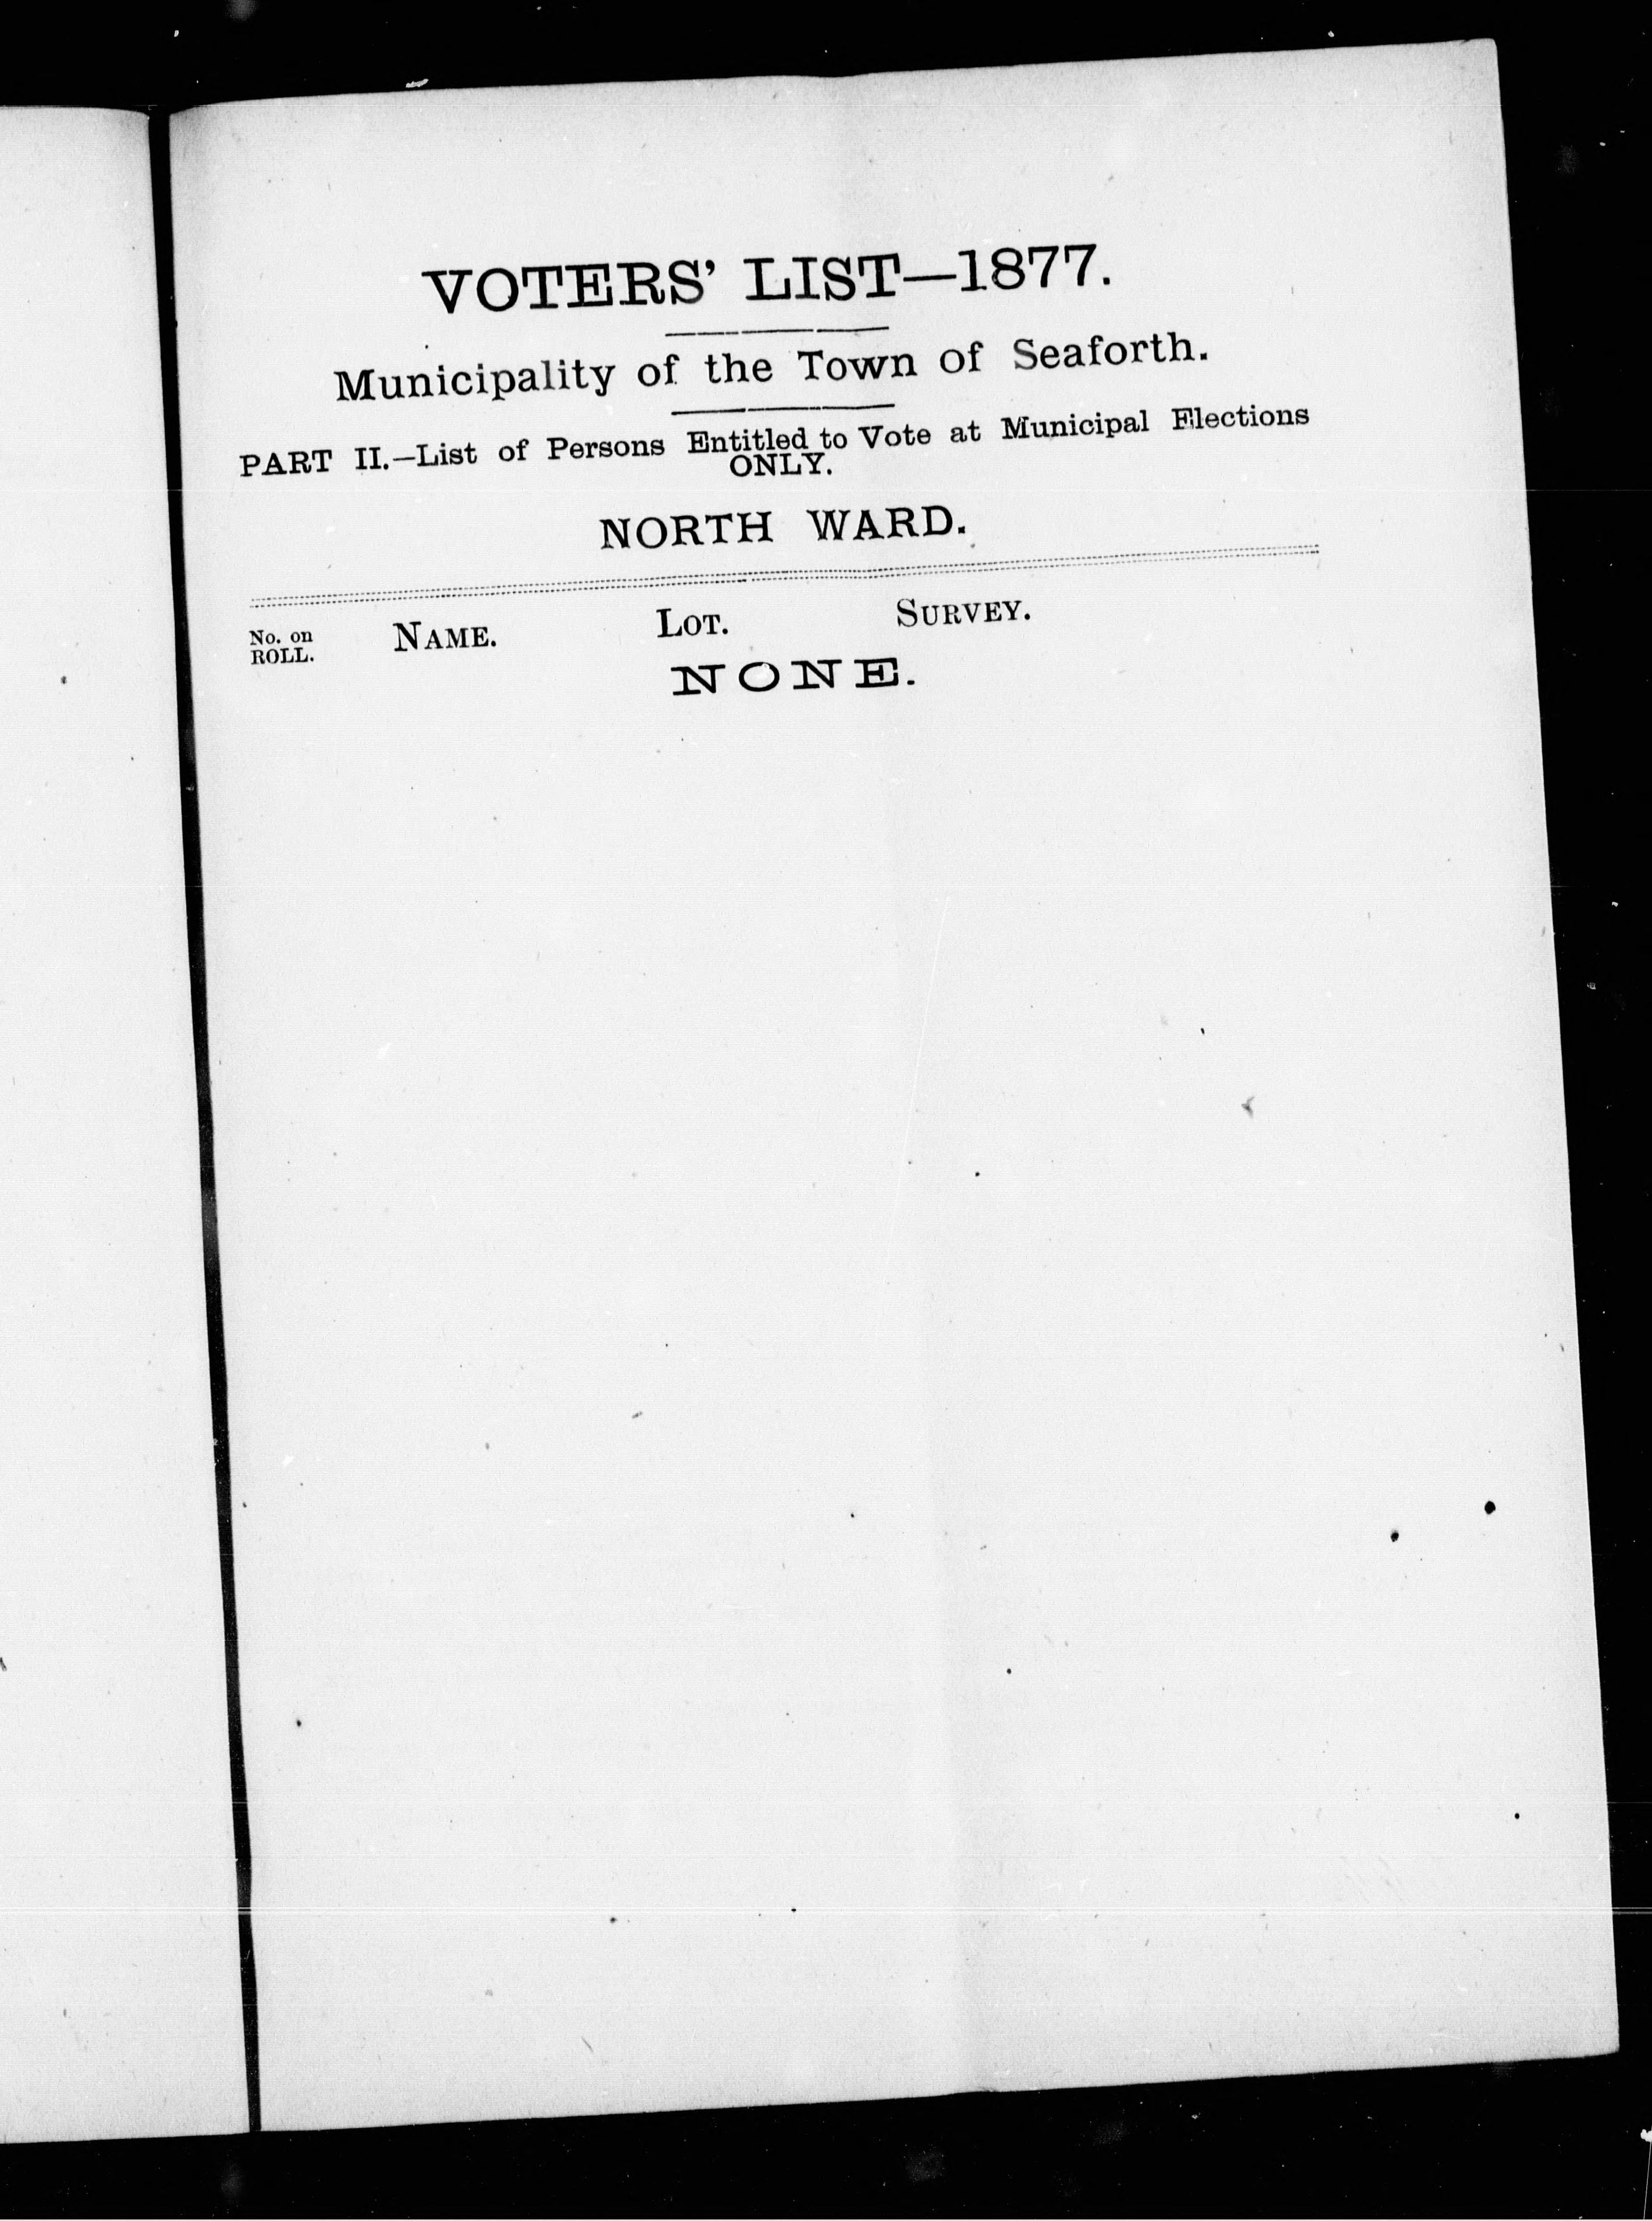 VOTERS' LIST—1877.
Municipality of the Town of Seaforth.
PART II.—List of Persons Entitled to Vote at Municipal Elections
ONLY.
NORTH WARD.
No. on
ROLL.
NAME.
LOT.
SURVEY.
NONE.